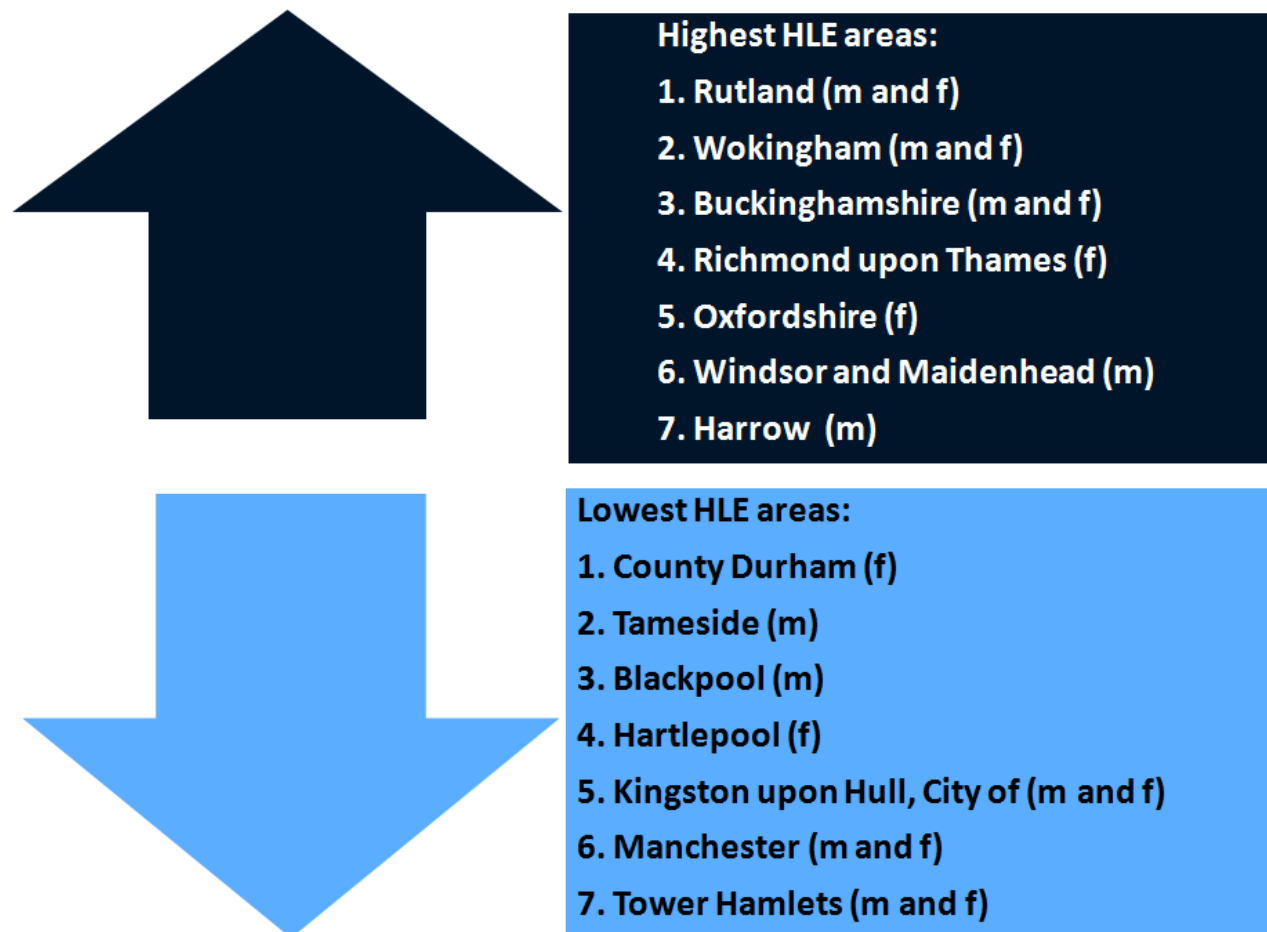 Highest HLE areas:
1. Rutland (m and f)
2. Wokingham (m and f)
3. Buckinghamshire (m and f)
4. Richmond upon Thames (f)
5. Oxfordshire (f)
6. Windsor and Maidenhead (m)
7. Harrow (m)
Lowest HLE areas:
1. County Durham (f)
2. Tameside (m)
3. Blackpool (m)
4. Hartlepool (f)
5. Kingston upon Hull, City of (m and f)
6. Manchester (m and f)
7. Tower Hamlets (m and f)